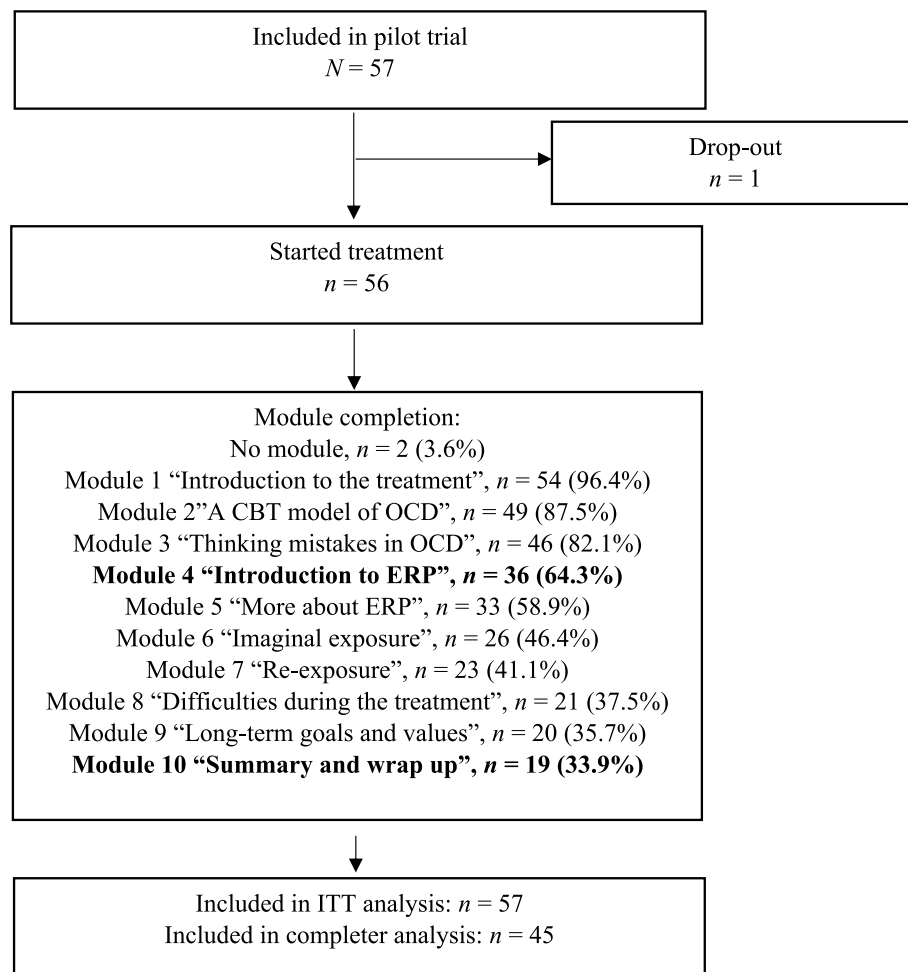 Included in pilot trial
N = 57
Drop-out
n = 1
Started treatment
n = 56
Module completion:
No module, n = 2 (3.6%)
Module 1 “Introduction to the treatment”, n = 54 (96.4%)
Module 2”A CBT model of OCD”, n = 49 (87.5%)
Module 3 “Thinking mistakes in OCD”, n = 46 (82.1%)
Module 4 “Introduction to ERP”, n = 36 (64.3%)
Module 5 “More about ERP”, n = 33 (58.9%)
Module 6 “Imaginal exposure”, n = 26 (46.4%)
Module 7 “Re-exposure”, n = 23 (41.1%)
Module 8 “Difficulties during the treatment”, n = 21 (37.5%)
Module 9 “Long-term goals and values”, n = 20 (35.7%)
Module 10 “Summary and wrap up”, n = 19 (33.9%)
Included in ITT analysis: n = 57
Included in completer analysis: n = 45